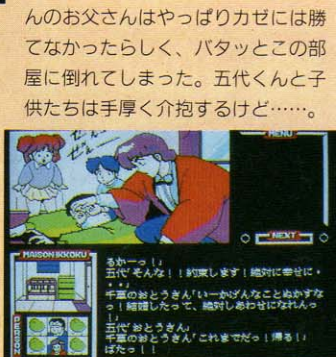 んのお父さんはやっぱりカゼには勝
てなかったらしく、バタッとこの部
屋に倒れてしまった。五代くんと子
供たちは手厚く介抱するけど……。
MENU
NEXT
MAISON IKKOKU
PERSON
るかーっ!」
五代「そんな!!約束します!絶対に幸せに・
・・」
千草のおとうさん「いーかげんなことぬかすな
っ!結婚したって、絶対しあわせになれんっ
っ!」
五代「おとうさん」
千草のおとうさん「これまでだっ!帰る!」
ばたっ!!